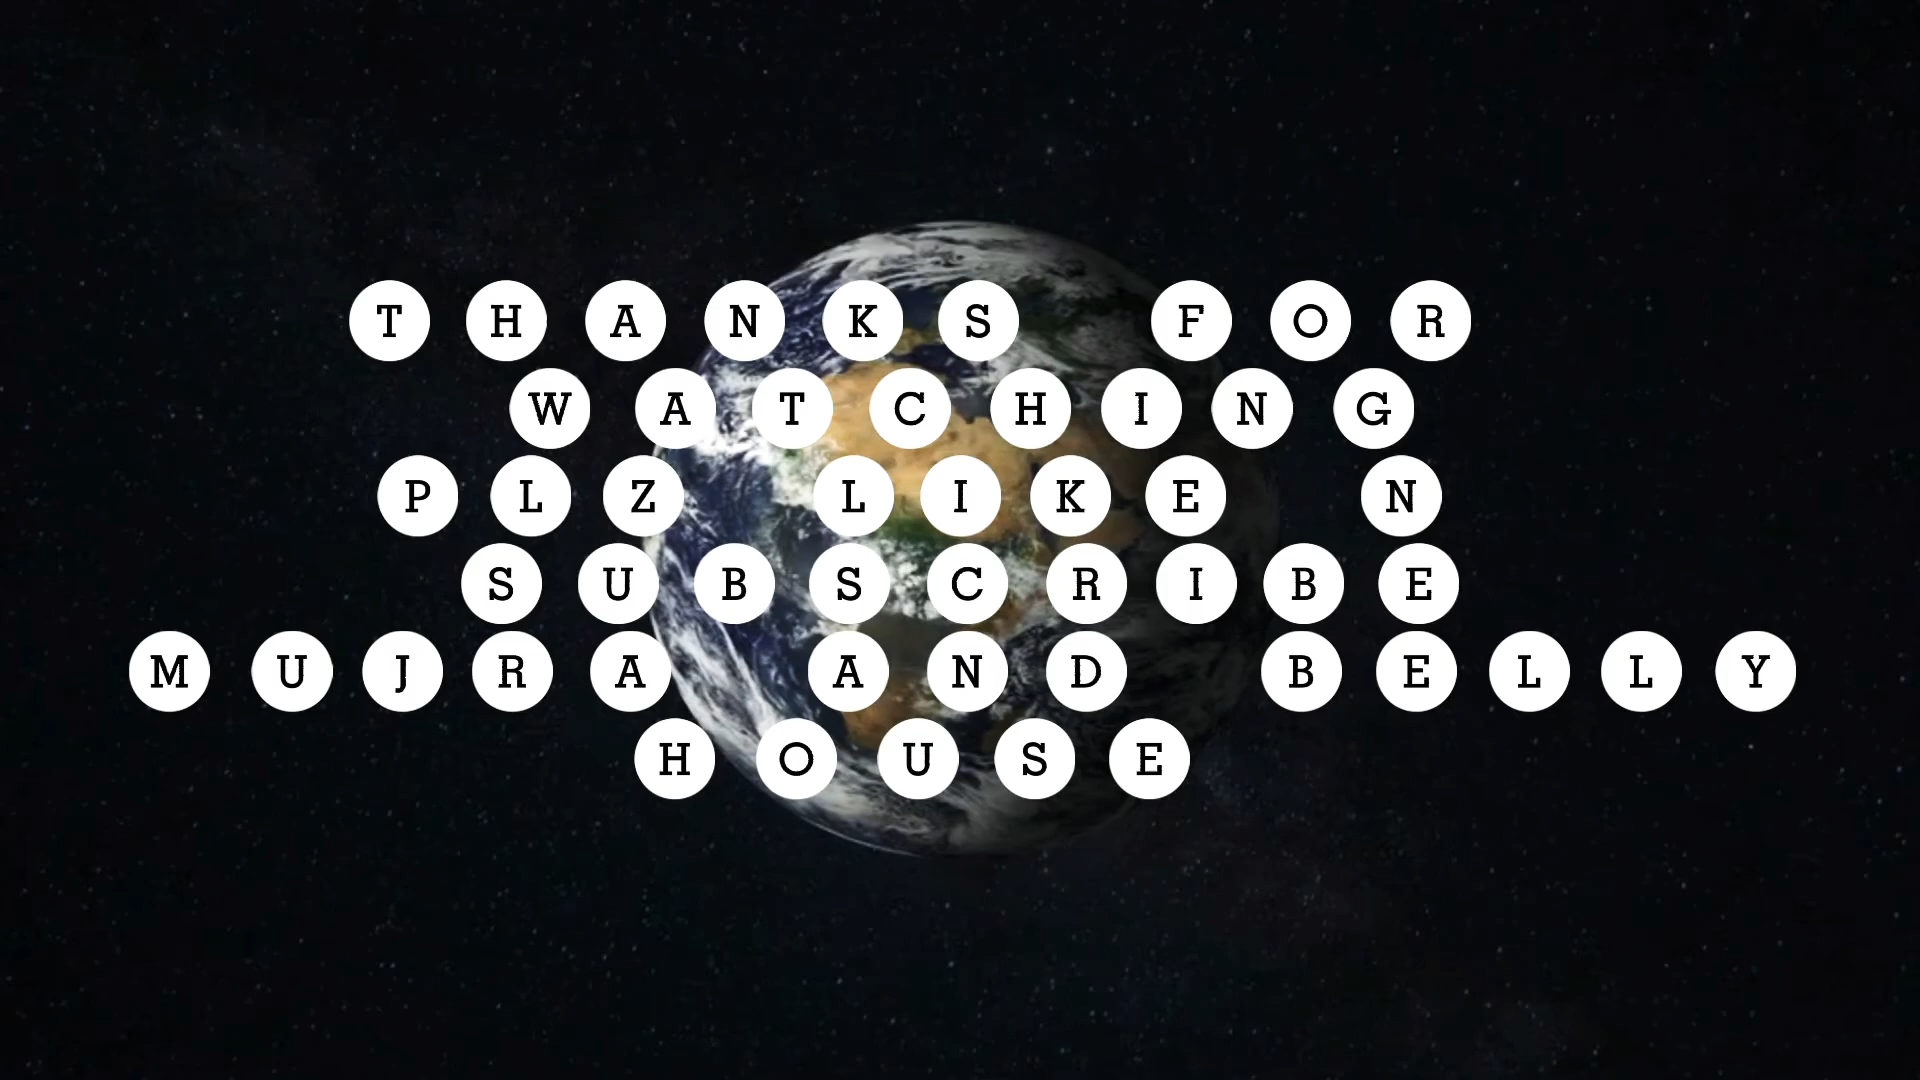 THANKS FOR
WATCHING
PLZ LIKE N
SUBSCRIBE
MUJRA AND BELLY
HOUSE